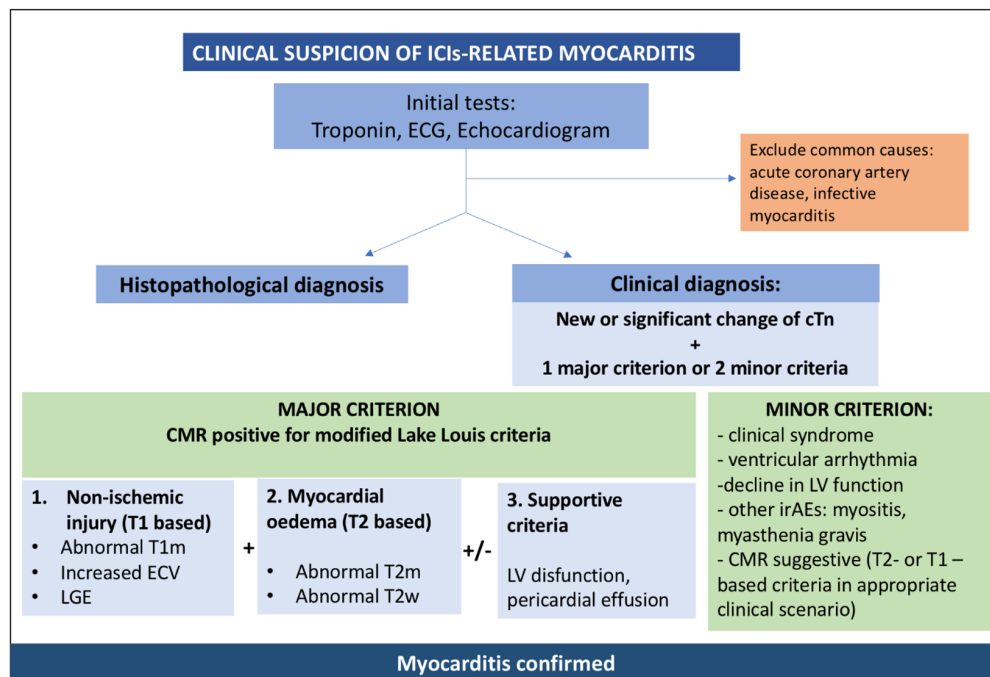 CLINICAL SUSPICION OF ICIs-RELATED MYOCARDITIS
Initial tests:
Troponin, ECG, Echocardiogram
Exclude common causes:
acute coronary artery
disease, infective
myocarditis
Histopathological diagnosis
Clinical diagnosis:
New or significant change of cTn
+
1 major criterion or 2 minor criteria
MAJOR CRITERION
CMR positive for modified Lake Louis criteria
1. Non-ischemic
injury (T1 based)
• Abnormal T1m
• Increased ECV
• LGE
+
2. Myocardial
oedema (T2 based)
• Abnormal T2m
• Abnormal T2w
+/-
3. Supportive
criteria
LV disfunction,
pericardial effusion
MINOR CRITERION:
- clinical syndrome
- ventricular arrhythmia
-decline in LV function
- other irAEs: myositis,
myasthenia gravis
- CMR suggestive (T2- or T1 –
based criteria in appropriate
clinical scenario)
Myocarditis confirmed